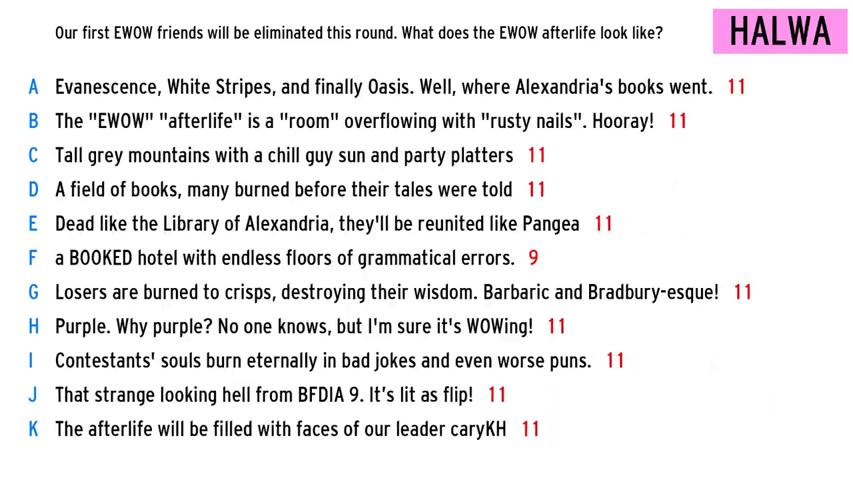 Our first EWOW friends will be eliminated this round. What does the EWOW afterlife look like?
HALWA
A Evanescence, White Stripes, and finally Oasis. Well, where Alexandria's books went. 11
B The "EWOW" "afterlife" is a "room" overflowing with "rusty nails". Hooray! 11
C Tall grey mountains with a chill guy sun and party platters 11
D A field of books, many burned before their tales were told 11
E Dead like the Library of Alexandria, they'll be reunited like Pangea 11
F a BOOKED hotel with endless floors of grammatical errors. 9
G Losers are burned to crisps, destroying their wisdom. Barbaric and Bradbury-esque! 11
H Purple. Why purple? No one knows, but I'm sure it's WOWing! 11
I Contestants' souls burn eternally in bad jokes and even worse puns. 11
J That strange looking hell from BFDIA 9. It’s lit as flip! 11
K The afterlife will be filled with faces of our leader caryKH 11